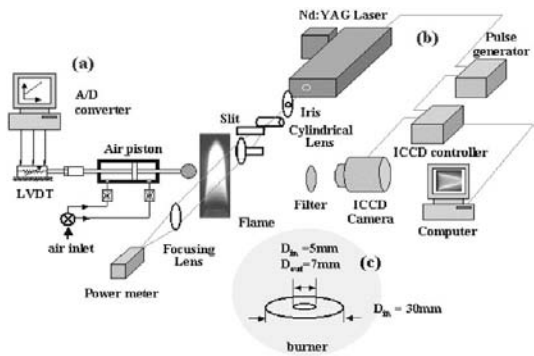 Nd:YAG Laser
(b)
Pulse
generator
(a)
A/D
converter
Iris
Slit
Cylindrical
Lens
ICCD controller
Air piston
LVDT
Filter
ICCD
Camera
Computer
Flame
air inlet
Focusing
Lens
Power meter
(c)
Din =5mm
Dout=7mm
Din = 30mm
burner